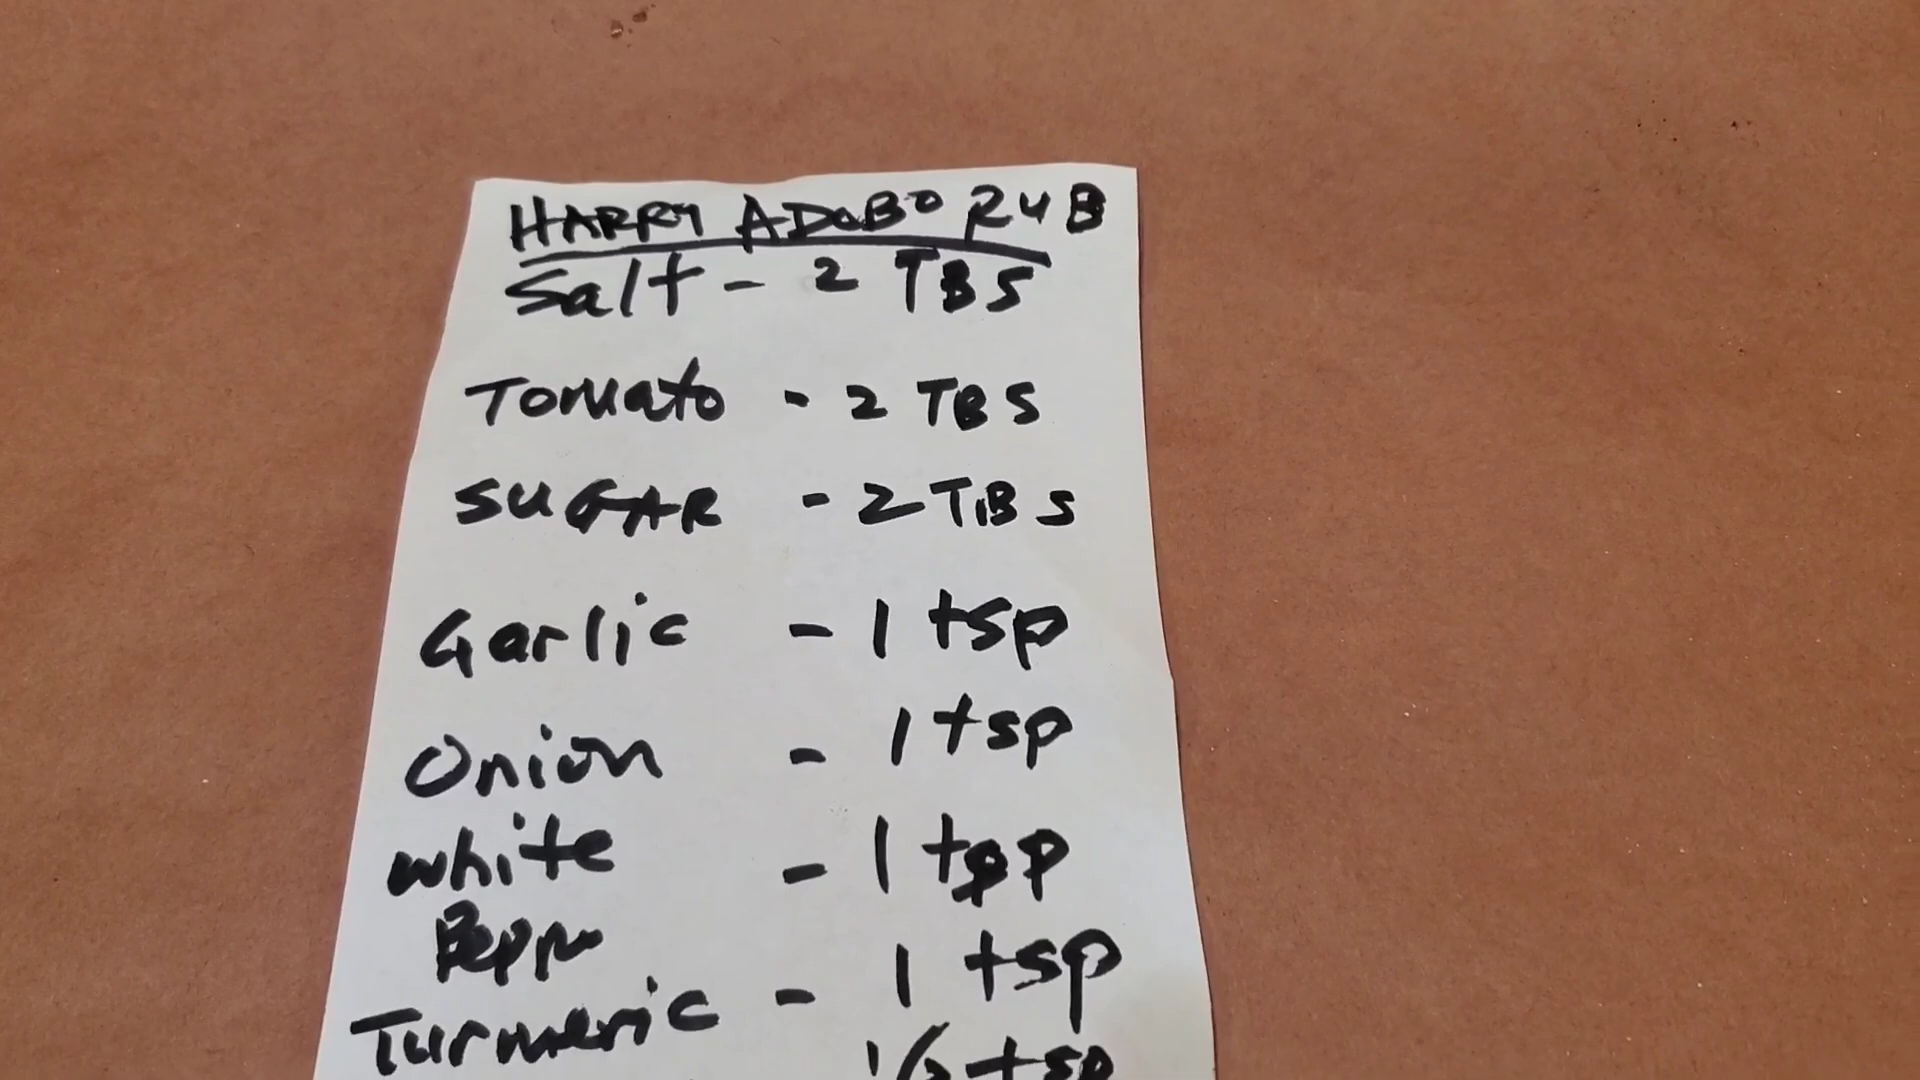 HARRY ADOBO RUB
Salt - 2 TBS
Tomato - 2 TBS
SUGAR - 2 TBS
Garlic - 1 tsp
Onion - 1 tsp
white - 1 tsp
Turmeric - 1 tsp